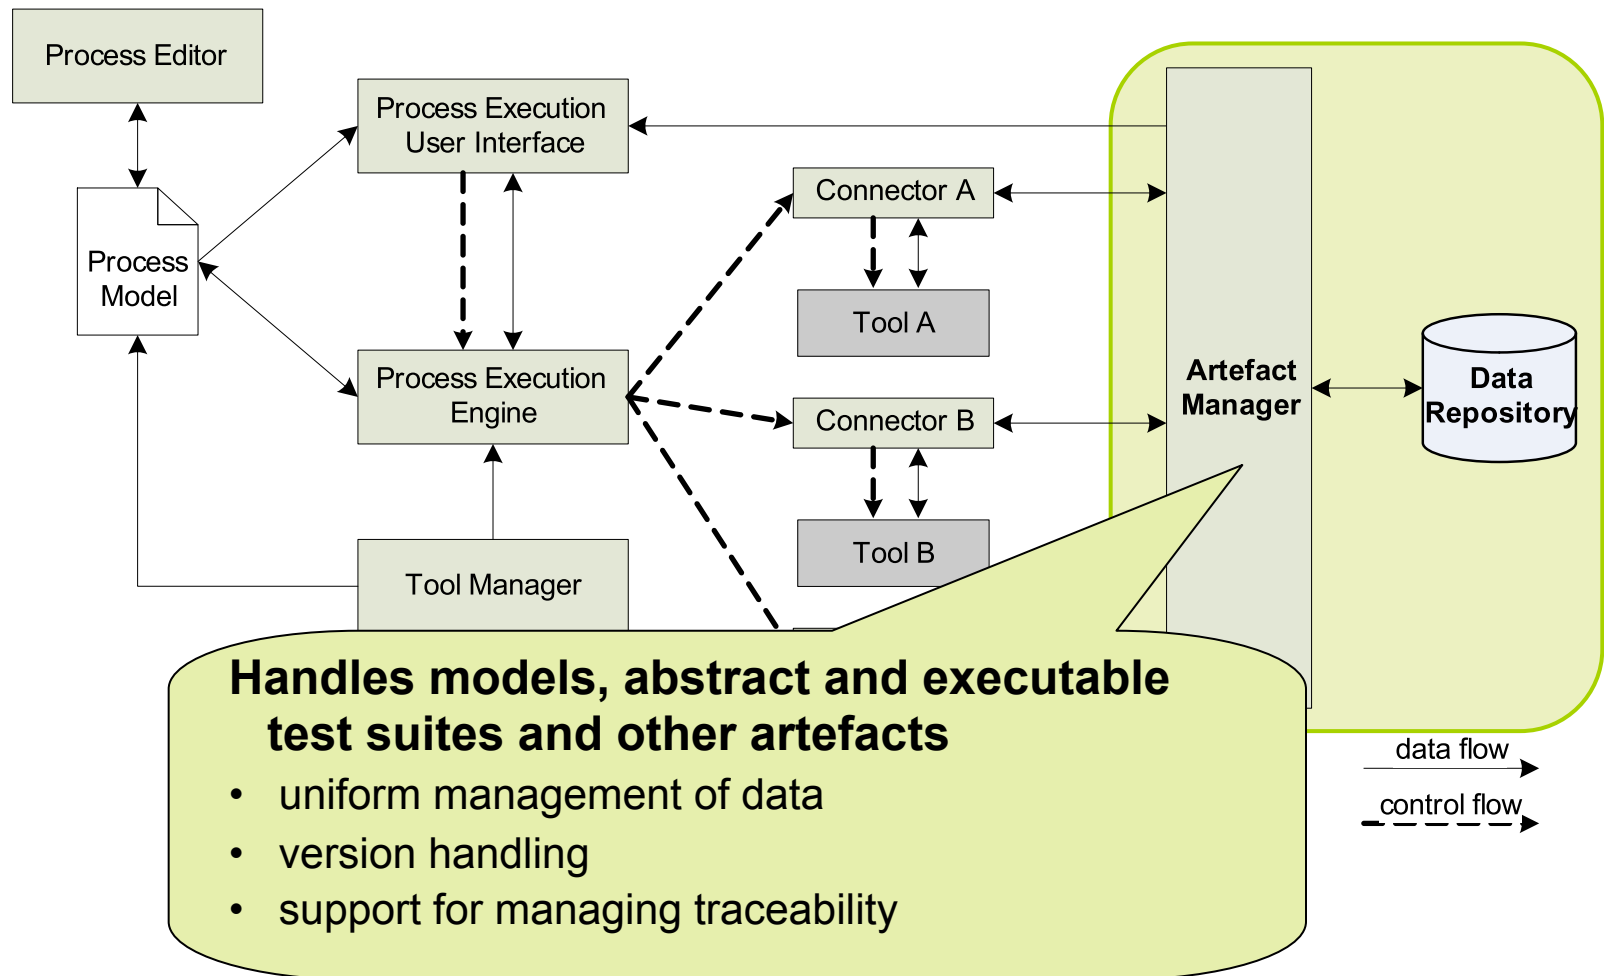 Process Editor
Process Execution
User Interface
Process
Model
Process Execution
Engine
Tool Manager
Connector A
Tool A
Connector B
Tool B
Artefact
Manager
Data
Repository
Handles models, abstract and executable
test suites and other artefacts
• uniform management of data
• version handling
• support for managing traceability
data flow
control flow